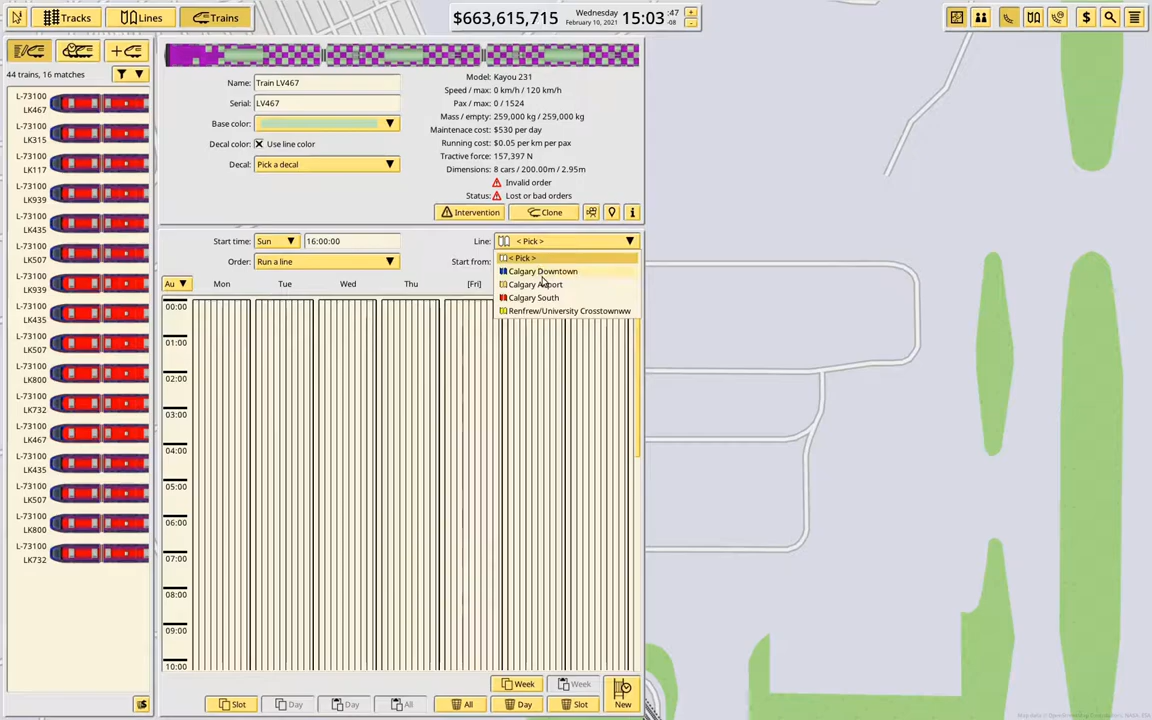 Tracks Lines Trains $663,615,715 Wednesday February 10, 2021 15:03 :47 -08
44 trains, 16 matches
L-73100
LK467
L-73100
LK315
L-73100
LK117
L-73100
LK939
L-73100
LK435
L-73100
LK507
L-73100
LK800
L-73100
LK939
L-73100
LK507
L-73100
LK800
L-73100
LK732
L-73100
LK467
L-73100
LK435
L-73100
LK507
L-73100
LK800
L-73100
LK732
Name: Train LV467
Serial: LV467
Base color:
Decal color: Use line color
Decal: Pick a decal
Model: Kayou 231
Speed / max: 0 km/h / 120 km/h
Pax / max: 0 / 1524
Mass / empty: 259,000 kg / 259,000 kg
Maintenace cost: $530 per day
Running cost: $0.05 per km per pax
Tractive force: 157,397 N
Dimensions: 8 cars / 200.00m / 2.95m
Invalid order
Status: Lost or bad orders
Intervention Clone
Start time: Sun 16:00:00 Line: < Pick >
Order: Run a line Start from:
< Pick >
Calgary Downtown
Calgary Airport
Calgary South
Renfrew/University Crosstownww
Au Mon Tue Wed Thu [Fri]
00:00
01:00
02:00
03:00
04:00
05:00
06:00
07:00
08:00
09:00
10:00
Week Week
Slot Day Day All All Day Slot New